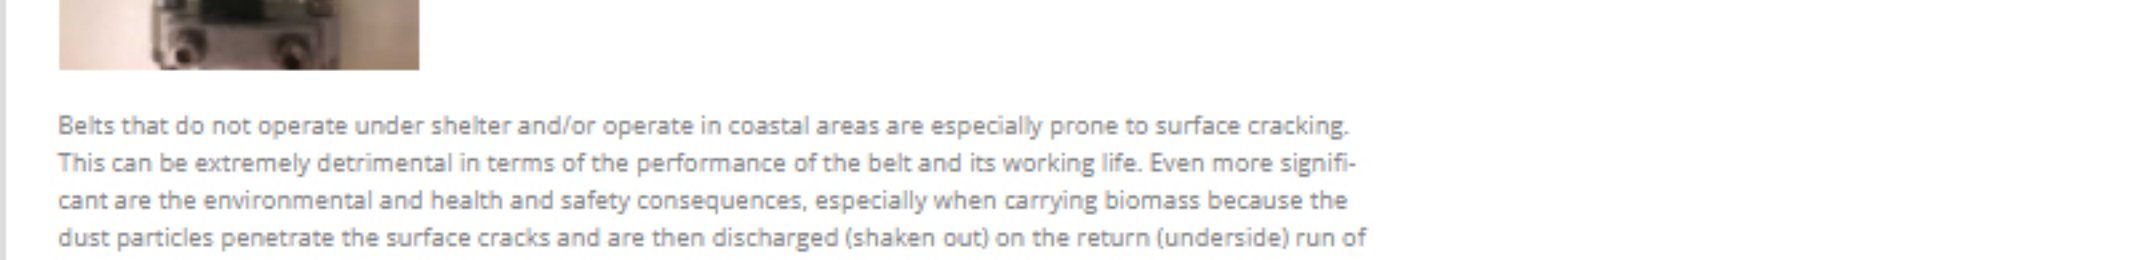 Belts that do not operate under shelter and/or operate in coastal areas are especially prone to surface cracking.
This can be extremely detrimental in terms of the performance of the belt and its working life. Even more signifi-
cant are the environmental and health and safety consequences, especially when carrying biomass because the
dust particles penetrate the surface cracks and are then discharged (shaken out) on the return (underside) run of